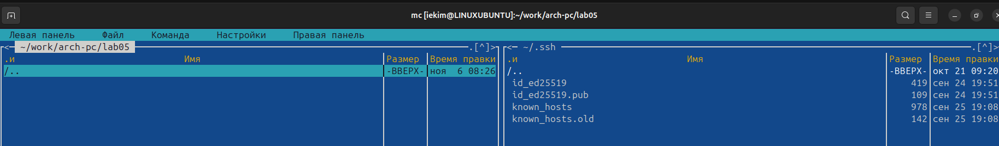 mc [iekim@LINUXUBUNTU]:~/work/arch-pc/lab05
Левая панель Файл Команда Настройки Правая панель
<- ~/work/arch-pc/lab05 .[^]>
.и Имя Размер Время правки
/.. -ВВЕРХ- ноя 6 08:26
<- ~/.ssh .[^]>
.и Имя Размер Время правки
/.. -ВВЕРХ- окт 21 09:20
id_ed25519 419 сен 24 19:51
id_ed25519.pub 109 сен 24 19:51
known_hosts 978 сен 25 19:08
known_hosts.old 142 сен 25 19:08